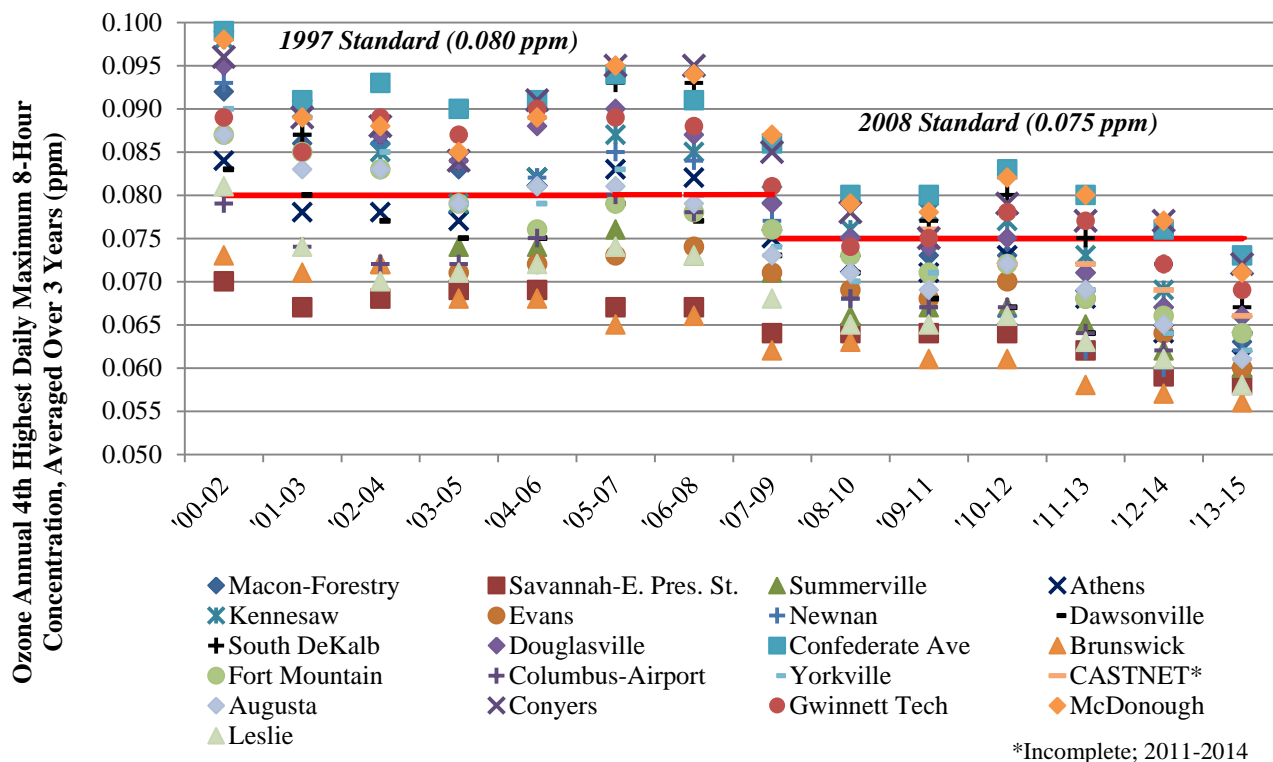 Ozone Annual 4th Highest Daily Maximum 8-Hour
Concentration, Averaged Over 3 Years (ppm)
0.100
0.095
0.090
0.085
0.080
0.075
0.070
0.065
0.060
0.055
0.050
1997 Standard (0.080 ppm)
2008 Standard (0.075 ppm)
'00-02
'01-03
'02-04
'03-05
'04-06
'05-07
'06-08
'07-09
'08-10
'09-11
'10-12
'11-13
'12-14
'13-15
Macon-Forestry
Savannah-E. Pres. St.
Summerville
Athens
Kennesaw
Evans
Newnan
Dawsonville
South DeKalb
Douglasville
Confederate Ave
Brunswick
Fort Mountain
Columbus-Airport
Yorkville
CASTNET*
Augusta
Conyers
Gwinnett Tech
McDonough
Leslie
*Incomplete; 2011-2014